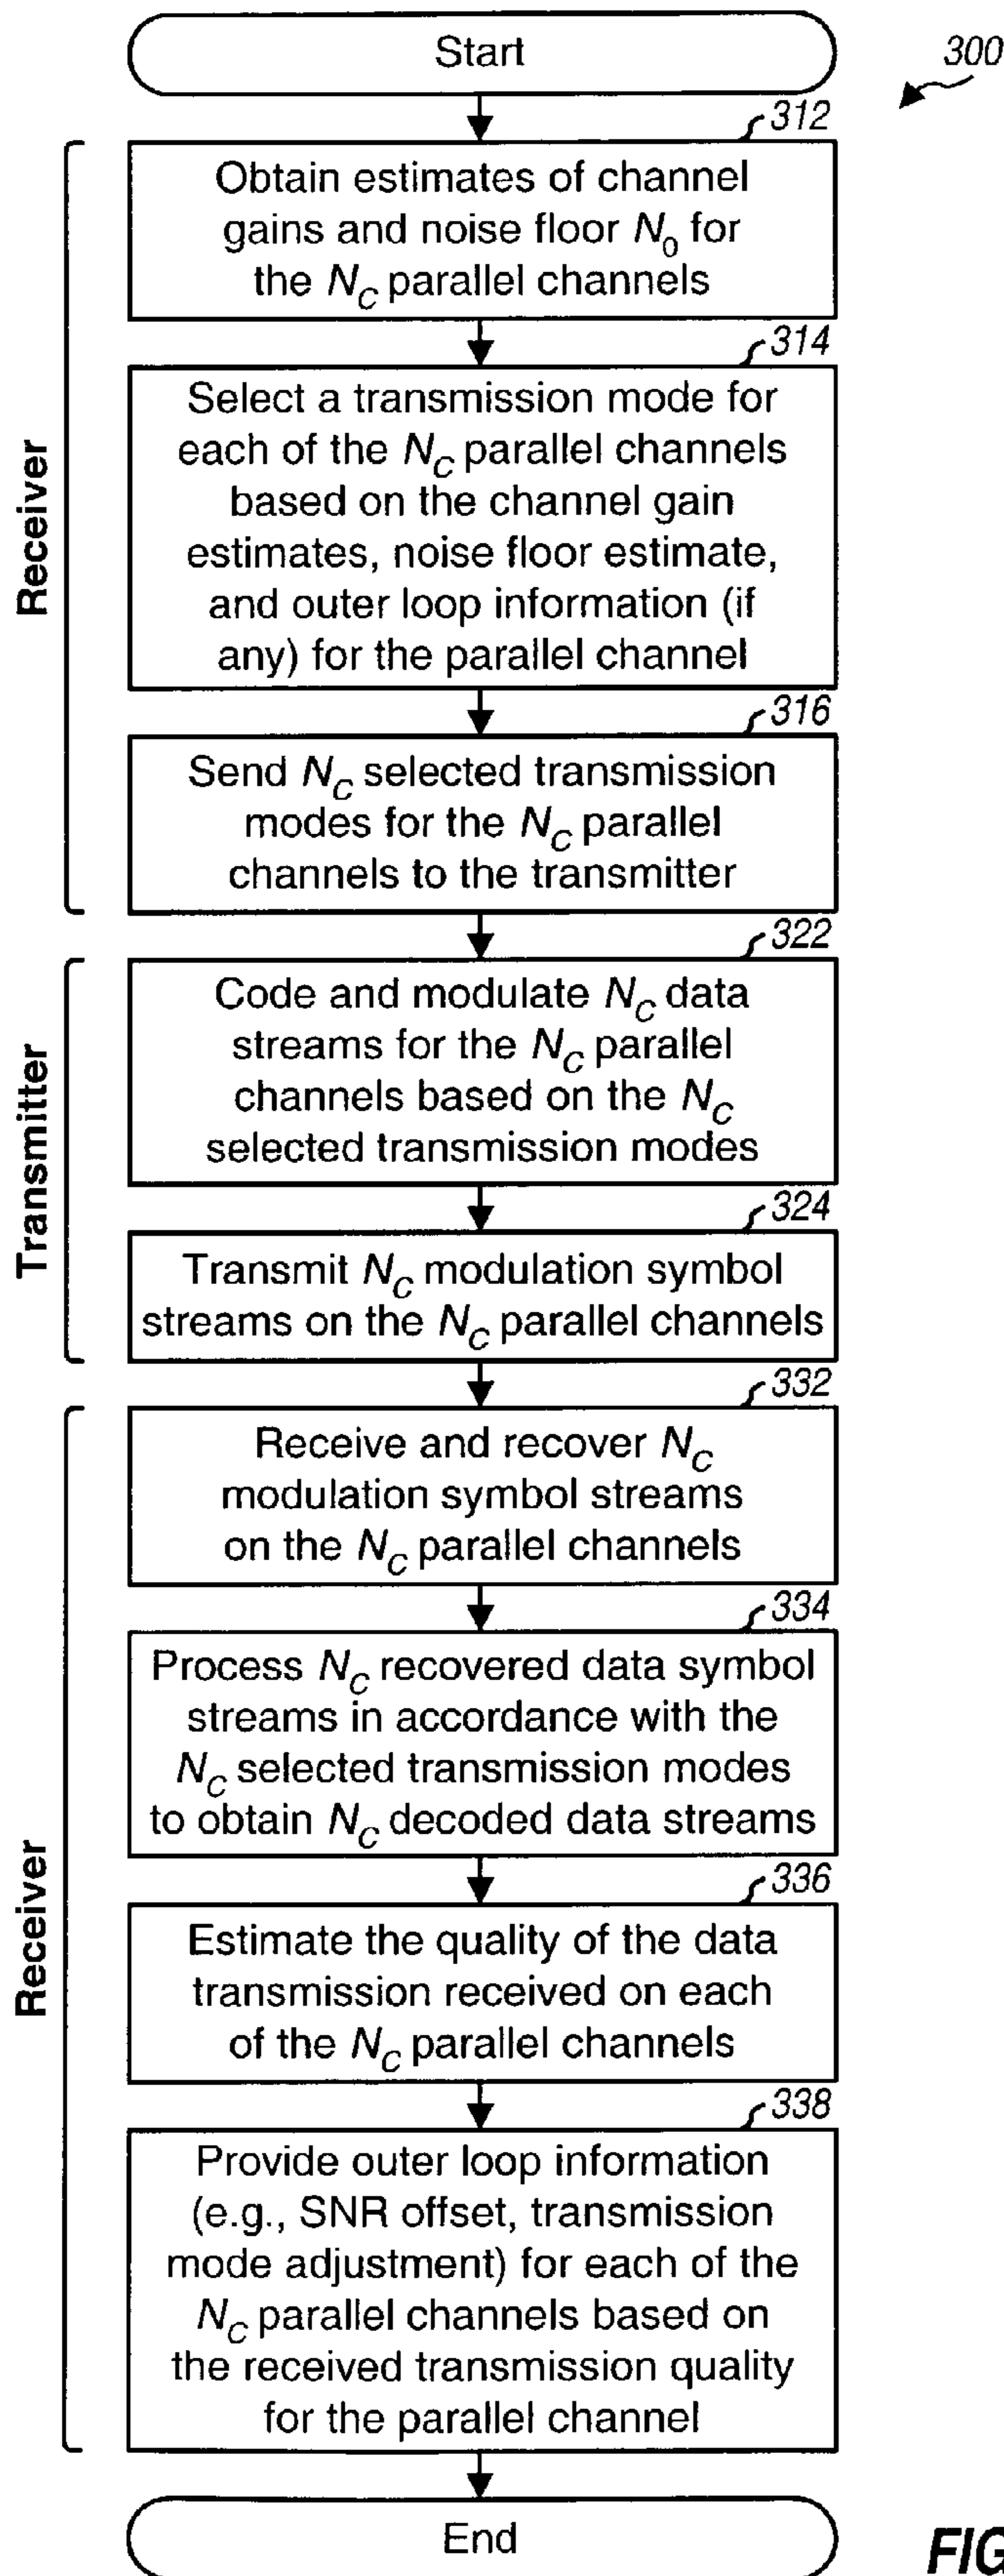 Start
300
312
Obtain estimates of channel
gains and noise floor N0 for
the NC parallel channels
314
Select a transmission mode for
each of the NC parallel channels
based on the channel gain
estimates, noise floor estimate,
and outer loop information (if
any) for the parallel channel
316
Send NC selected transmission
modes for the NC parallel
channels to the transmitter
Receiver
322
Code and modulate NC data
streams for the NC parallel
channels based on the NC
selected transmission modes
324
Transmit NC modulation symbol
streams on the NC parallel channels
Transmitter
332
Receive and recover NC
modulation symbol streams
on the NC parallel channels
334
Process NC recovered data symbol
streams in accordance with the
NC selected transmission modes
to obtain NC decoded data streams
336
Estimate the quality of the data
transmission received on each
of the NC parallel channels
338
Provide outer loop information
(e.g., SNR offset, transmission
mode adjustment) for each of the
NC parallel channels based on
the received transmission quality
for the parallel channel
Receiver
End
FIG